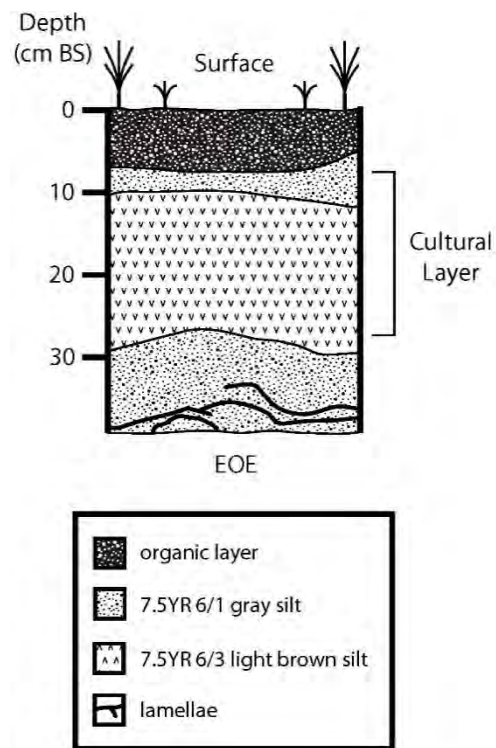 Depth
(cm BS)
Surface
0
10
20
30
Cultural
Layer
EOE
organic layer
7.5YR 6/1 gray silt
7.5YR 6/3 light brown silt
lamellae